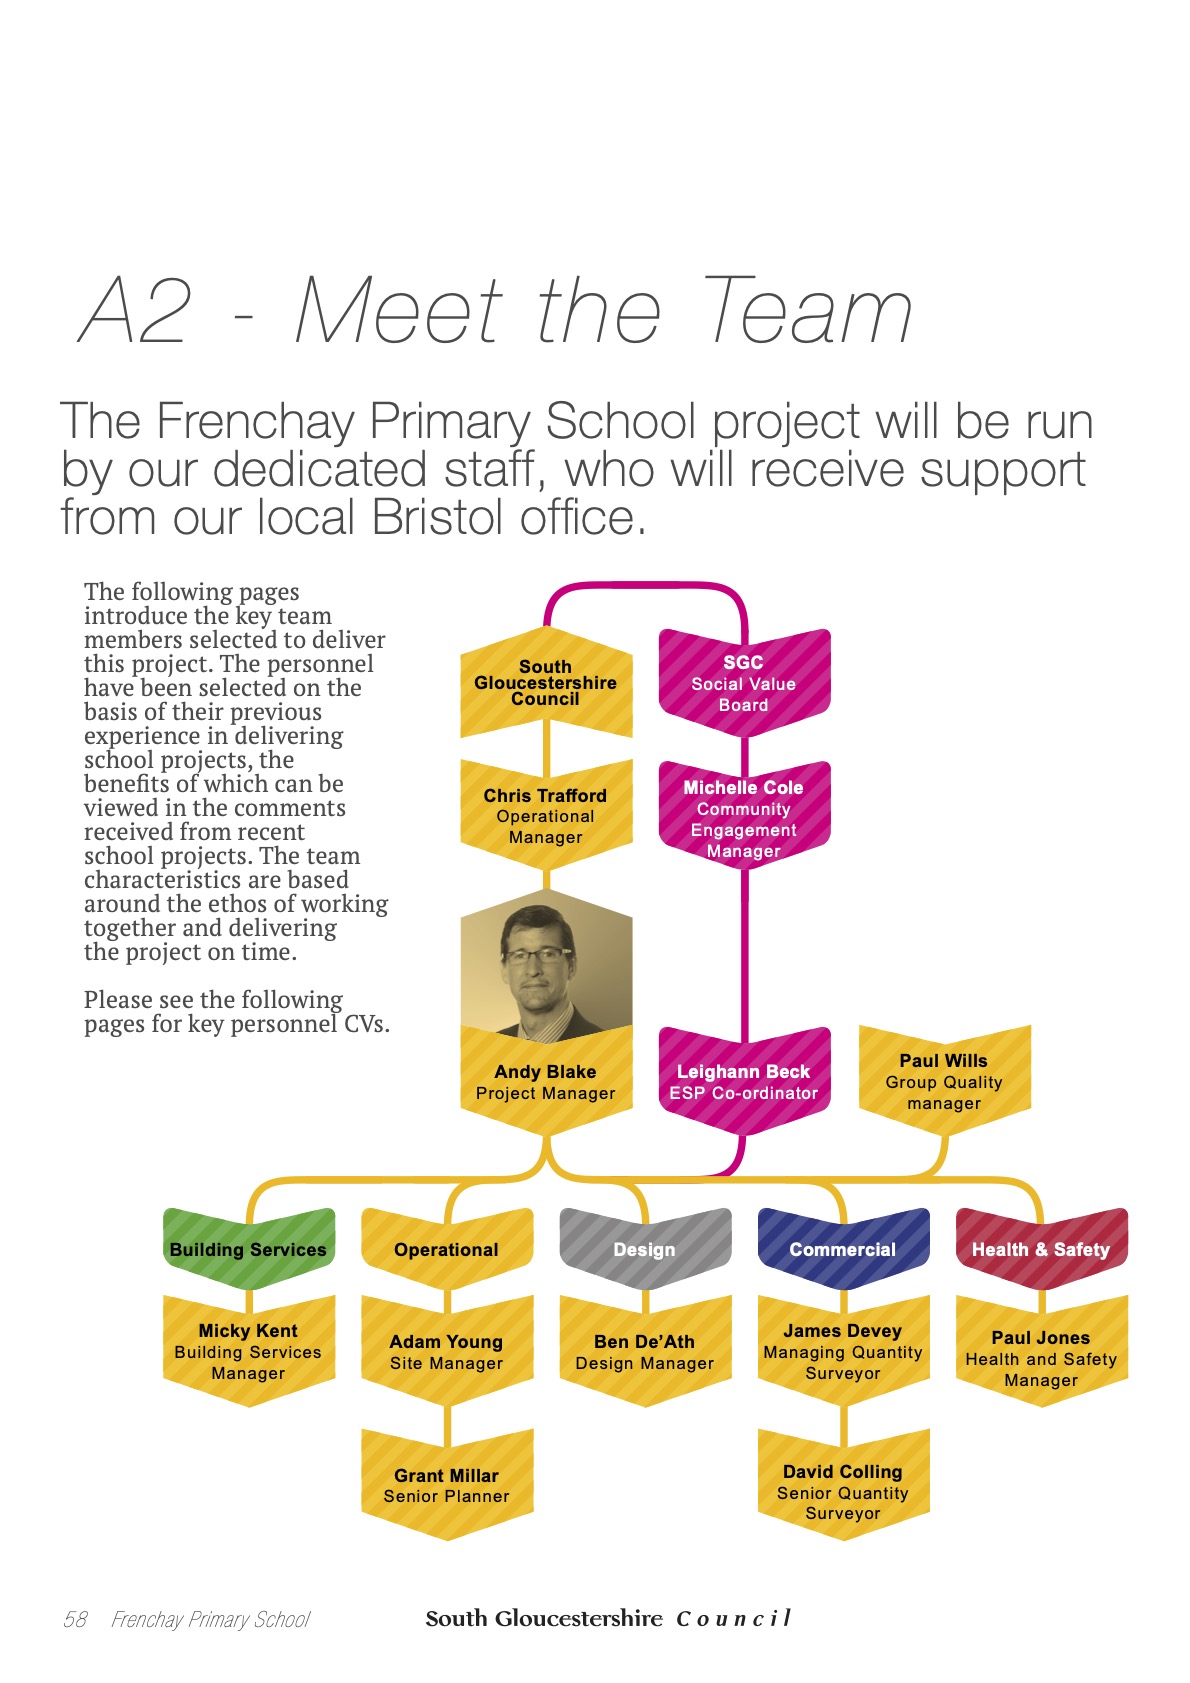 A2 - Meet the Team
The Frenchay Primary School project will be run
by our dedicated staff, who will receive support
from our local Bristol office.
The following pages
introduce the key team
members selected to deliver
this project. The personnel
have been selected on the
basis of their previous
experience in delivering
school projects, the
benefits of which can be
viewed in the comments
received from recent
school projects. The team
characteristics are based
around the ethos of working
together and delivering
the project on time.
Please see the following
pages for key personnel CVs.
South
Gloucestershire
Council
SGC
Social Value
Board
Chris Trafford
Operational
Manager
Michelle Cole
Community
Engagement
Manager
Andy Blake
Project Manager
Leighann Beck
ESP Co-ordinator
Paul Wills
Group Quality
manager
Building Services
Operational
Design
Commercial
Health & Safety
Micky Kent
Building Services
Manager
Adam Young
Site Manager
Ben De’Ath
Design Manager
James Devey
Managing Quantity
Surveyor
Paul Jones
Health and Safety
Manager
Grant Millar
Senior Planner
David Colling
Senior Quantity
Surveyor
58 Frenchay Primary School
South Gloucestershire Council